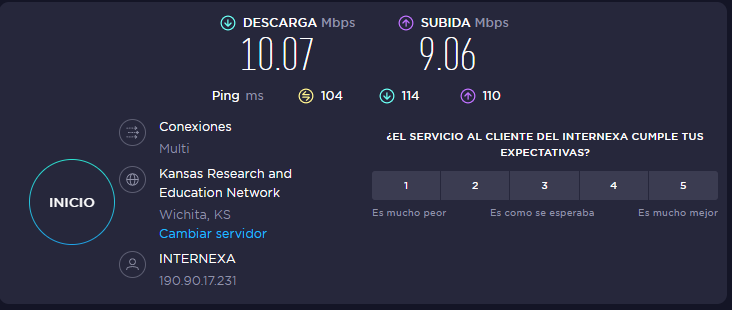 DESCARGA Mbps
SUBIDA Mbps
10.07
9.06
Ping ms 104 114 110
Conexiones
Multi
Kansas Research and
Education Network
Wichita, KS
Cambiar servidor
INICIO
INTERNEXA
190.90.17.231
¿EL SERVICIO AL CLIENTE DEL INTERNEXA CUMPLE TUS
EXPECTATIVAS?
1 2 3 4 5
Es mucho peor Es como se esperaba Es mucho mejor